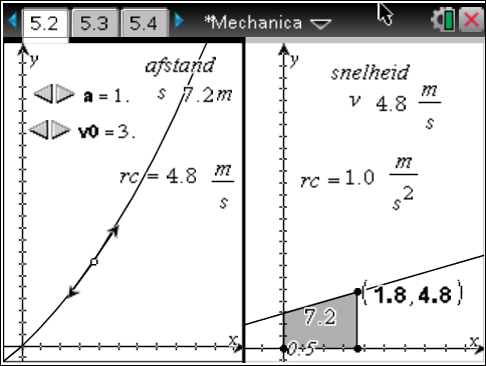 5.2 5.3 5.4 *Mechanica
y
afstand
a = 1. s 7.2m
v0 = 3.
rc = 4.8 m/s
x
y
snelheid
v 4.8 m/s
rc = 1.0 m/s²
(1.8, 4.8)
7.2
0.5
x